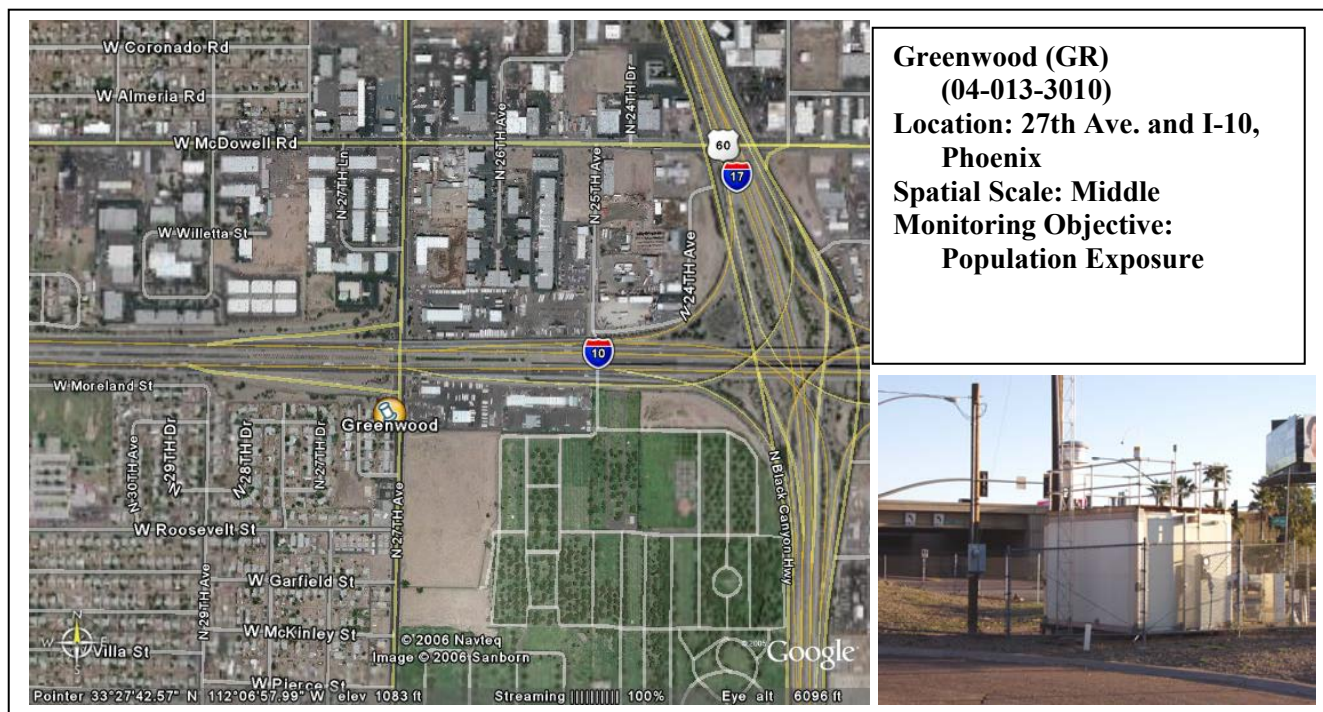 W Coronado Rd
W Almeria Rd
W McDowell Rd
N 24TH Dr
N 26TH Ave
N 25TH Ave
60
17
N 27TH Ln
W Willetta St
N 24TH Ave
10
W Moreland St
Greenwood
N 30TH Ave
N 29TH Dr
N 28TH Dr
N 27TH Dr
N 27TH Ave
N Black Canyon Hwy
W Roosevelt St
N 29TH Ave
W Garfield St
W McKinley St
N
W
Villa St
W Pierce St
© 2006 Navteq
Image © 2006 Sanborn
© 2005 Google
Pointer 33°27'42.57" N 112°06'57.99" W elev 1083 ft Streaming |||||||||| 100% Eye alt 6096 ft
Greenwood (GR)
(04-013-3010)
Location: 27th Ave. and I-10,
Phoenix
Spatial Scale: Middle
Monitoring Objective:
Population Exposure